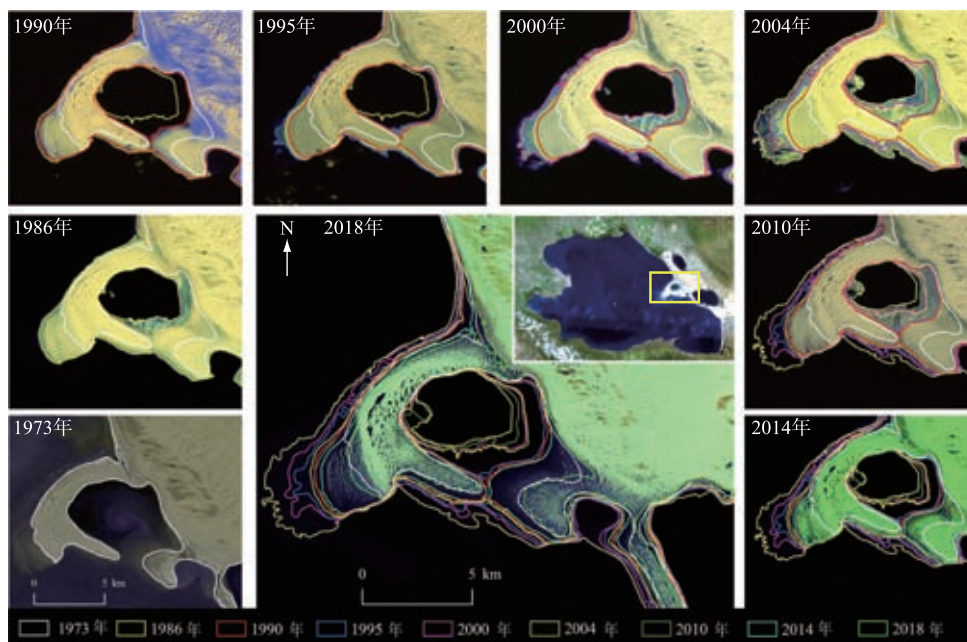 1990年 1995年 2000年 2004年
1986年 N 2018年 2010年
1973年 2014年
0 5 km
0 5 km
1973 年 1986 年 1990 年 1995 年 2000 年 2004 年 2010 年 2014 年 2018 年